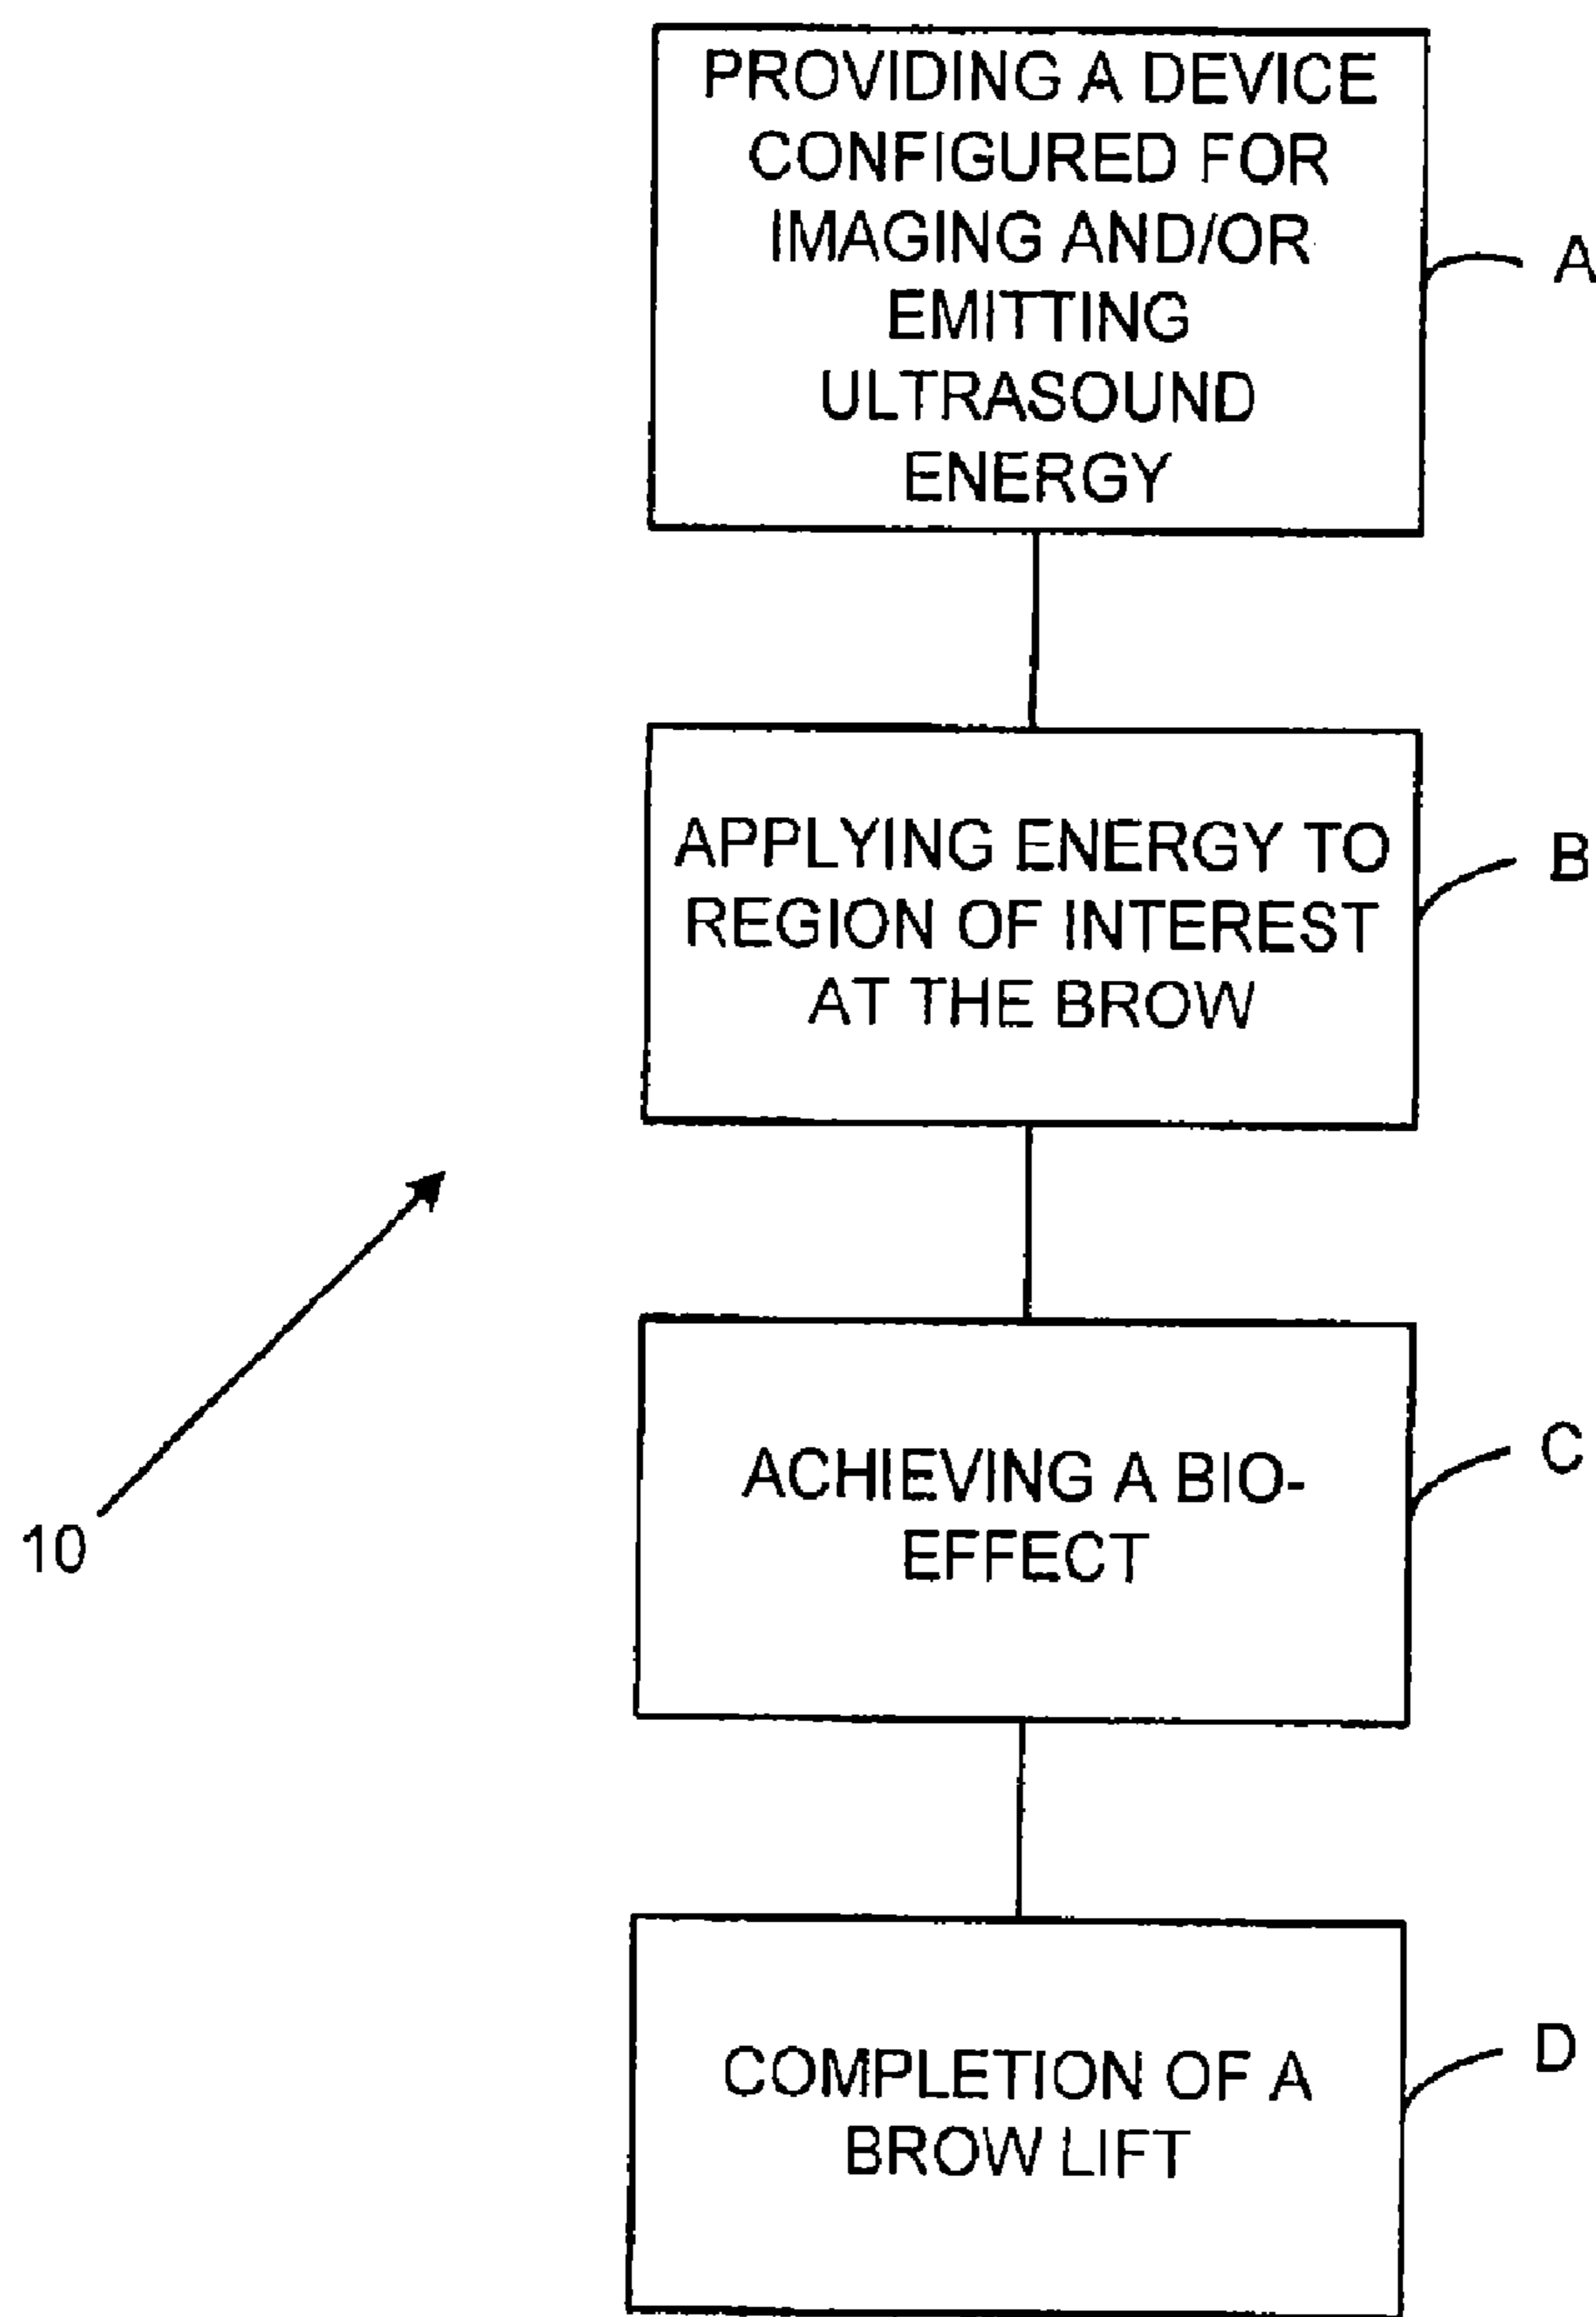 PROVIDING A DEVICE
CONFIGURED FOR
IMAGING AND/OR
EMITTING
ULTRASOUND
ENERGY
A
APPLYING ENERGY TO
REGION OF INTEREST
AT THE BROW
B
ACHIEVING A BIO-
EFFECT
C
10
COMPLETION OF A
BROW LIFT
D